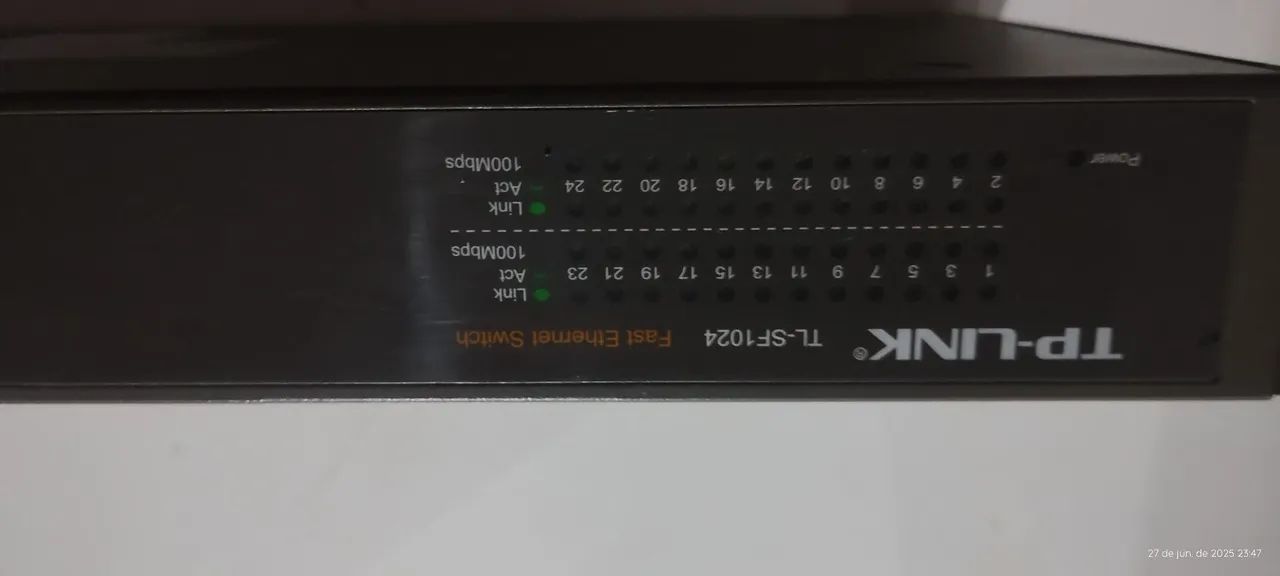 TP-LINK® TL-SF1024 Fast Ethernet Switch
1 3 5 7 9 11 13 15 17 19 21 23 Link
Act
100Mbps
Link
2 4 6 8 10 12 14 16 18 20 22 24 Act
Power 100Mbps
27 de jun. de 2025 23:47